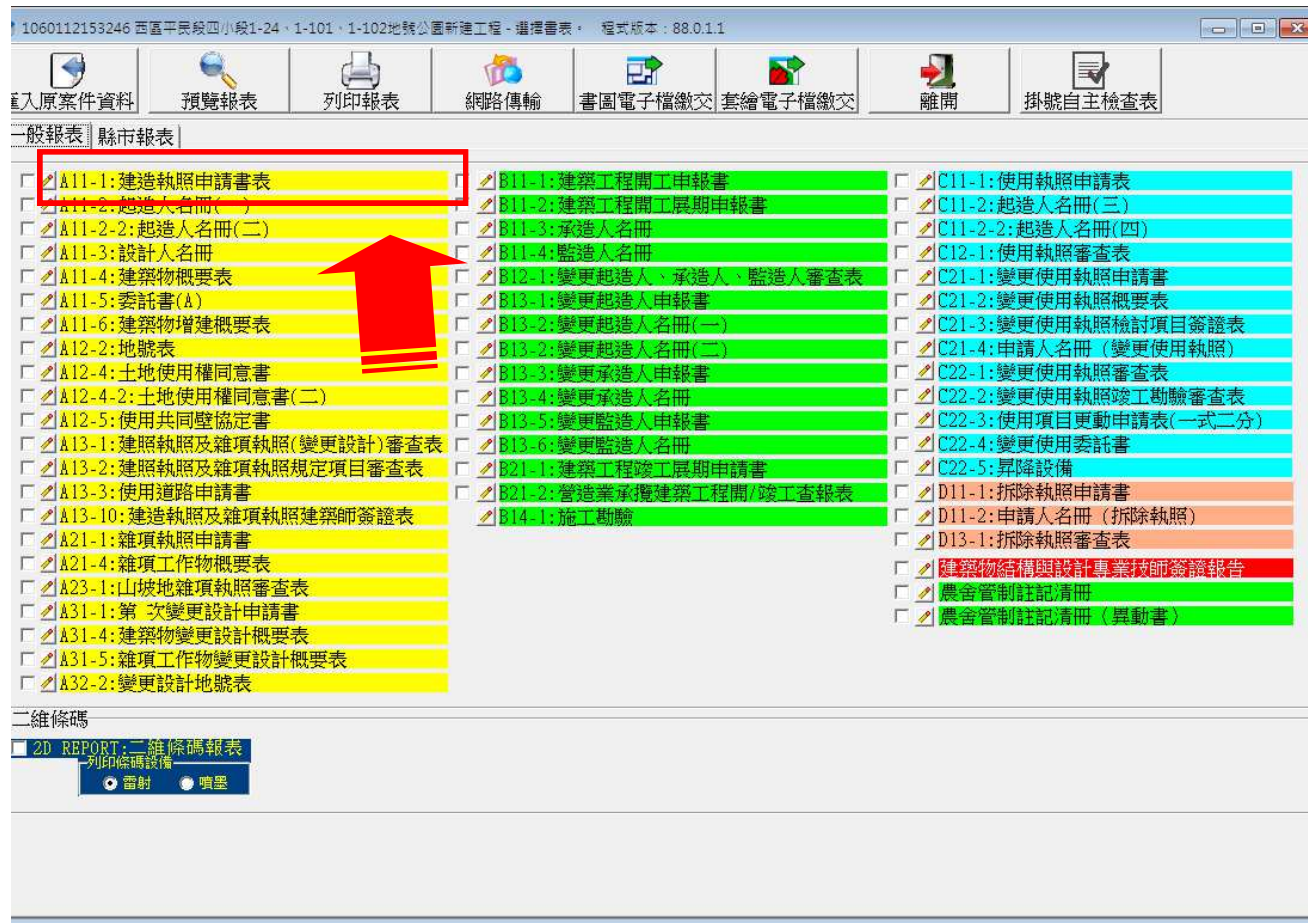 1060112153246 西區平民段四小段1-24、1-101、1-102地號公園新建工程 - 選擇書表。 程式版本：88.0.1.1
匯入原案件資料 預覽報表 列印報表 網路傳輸 書圖電子檔繳交 套繪電子檔繳交 離開 掛號自主檢查表
一般報表 縣市報表
A11-1:建造執照申請書表
A11-2:起造人名冊(一)
A11-2-2:起造人名冊(二)
A11-3:設計人名冊
A11-4:建築物概要表
A11-5:委託書(A)
A11-6:建築物增建概要表
A12-2:地號表
A12-4:土地使用權同意書
A12-4-2:土地使用權同意書(二)
A12-5:使用共同壁協定書
A13-1:建照執照及雜項執照(變更設計)審查表
A13-2:建照執照及雜項執照規定項目審查表
A13-3:使用道路申請書
A13-10:建造執照及雜項執照建築師簽證表
A21-1:雜項執照申請書
A21-4:雜項工作物概要表
A23-1:山坡地雜項執照審查表
A31-1:第 次變更設計申請書
A31-4:建築物變更設計概要表
A31-5:雜項工作物變更設計概要表
A32-2:變更設計地號表
B11-1:建築工程開工申報書
B11-2:建築工程開工展期申報書
B11-3:承造人名冊
B11-4:監造人名冊
B12-1:變更起造人、承造人、監造人審查表
B13-1:變更起造人申報書
B13-2:變更起造人名冊(一)
B13-2:變更起造人名冊(二)
B13-3:變更承造人申報書
B13-4:變更承造人名冊
B13-5:變更監造人申報書
B13-6:變更監造人名冊
B21-1:建築工程竣工展期申請書
B21-2:營造業承攬建築工程開/竣工查報表
B14-1:施工勘驗
C11-1:使用執照申請表
C11-2:起造人名冊(三)
C11-2-2:起造人名冊(四)
C12-1:使用執照審查表
C21-1:變更使用執照申請書
C21-2:變更使用執照概要表
C21-3:變更使用執照檢討項目簽證表
C21-4:申請人名冊（變更使用執照）
C22-1:變更使用執照審查表
C22-2:變更使用執照竣工勘驗審查表
C22-3:使用項目更動申請表(一式二分)
C22-4:變更使用委託書
C22-5:昇降設備
D11-1:拆除執照申請書
D11-2:申請人名冊（拆除執照）
D13-1:拆除執照審查表
建築物結構與設計專業技師簽證報告
農舍管制註記清冊
農舍管制註記清冊（異動書）
二維條碼
2D REPORT:二維條碼報表
列印條碼設備
雷射 噴墨